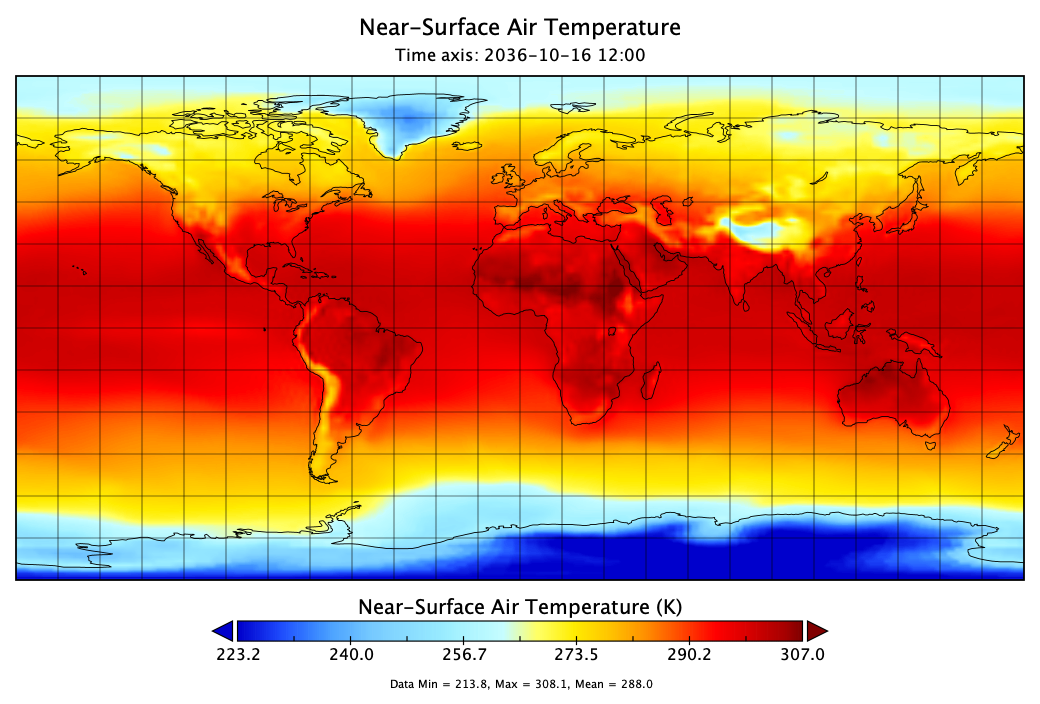 Near-Surface Air Temperature
Time axis: 2036-10-16 12:00
Near-Surface Air Temperature (K)
223.2 240.0 256.7 273.5 290.2 307.0
Data Min = 213.8, Max = 308.1, Mean = 288.0